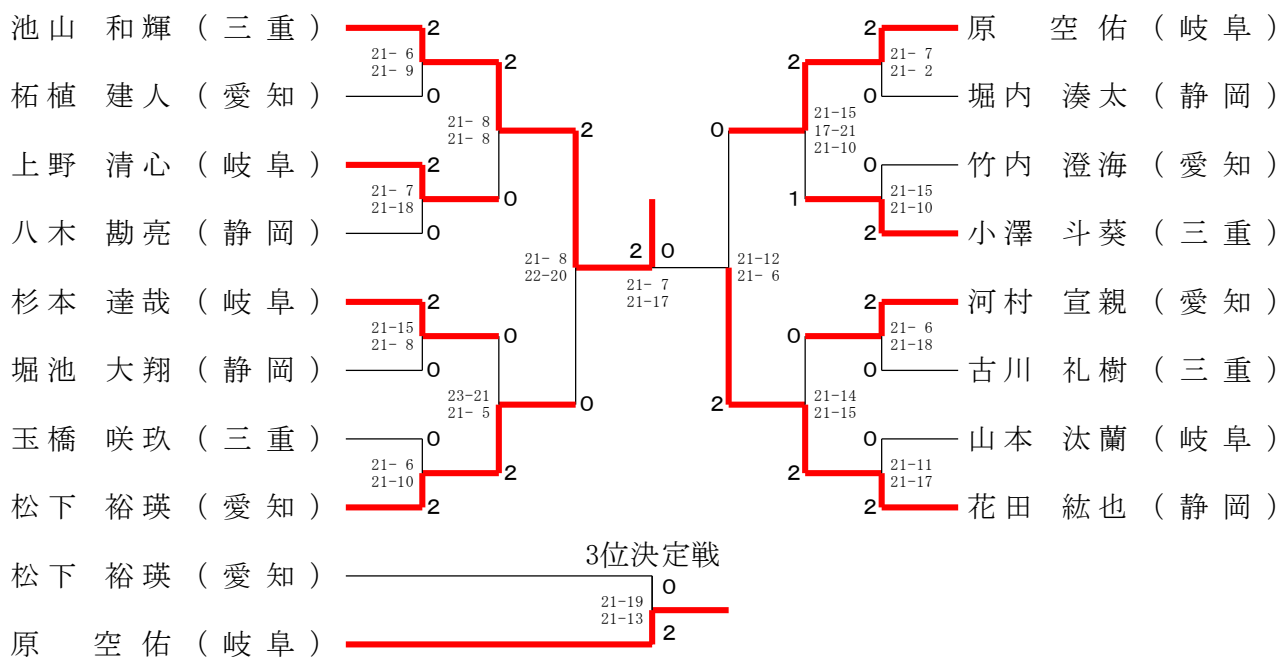 池山 和輝 (三重) 2 2 原 空佑 (岐阜)
21- 6 2 2 21- 7
21- 9 21- 2
柘植 建人 (愛知) 0 0 堀内 湊太 (静岡)
21- 8 2 0 21-15
21- 8 17-21
21-10
上野 清心 (岐阜) 2 0 竹内 澄海 (愛知)
21- 7 0 1 21-15
21-18 21-10
八木 勘亮 (静岡) 0 2 小澤 斗葵 (三重)
21- 8 2 0 21-12
22-20 21- 6
21- 7
21-17
杉本 達哉 (岐阜) 2 2 河村 宣親 (愛知)
21-15 0 0 21- 6
21- 8 21-18
堀池 大翔 (静岡) 0 0 古川 礼樹 (三重)
23-21 0 2 21-14
21- 5 21-15
玉橋 咲玖 (三重) 0 0 山本 汰蘭 (岐阜)
21- 6 2 2 21-11
21-10 21-17
松下 裕瑛 (愛知) 2 2 花田 紘也 (静岡)
3位決定戦
松下 裕瑛 (愛知) 0
21-19
21-13
原 空佑 (岐阜) 2